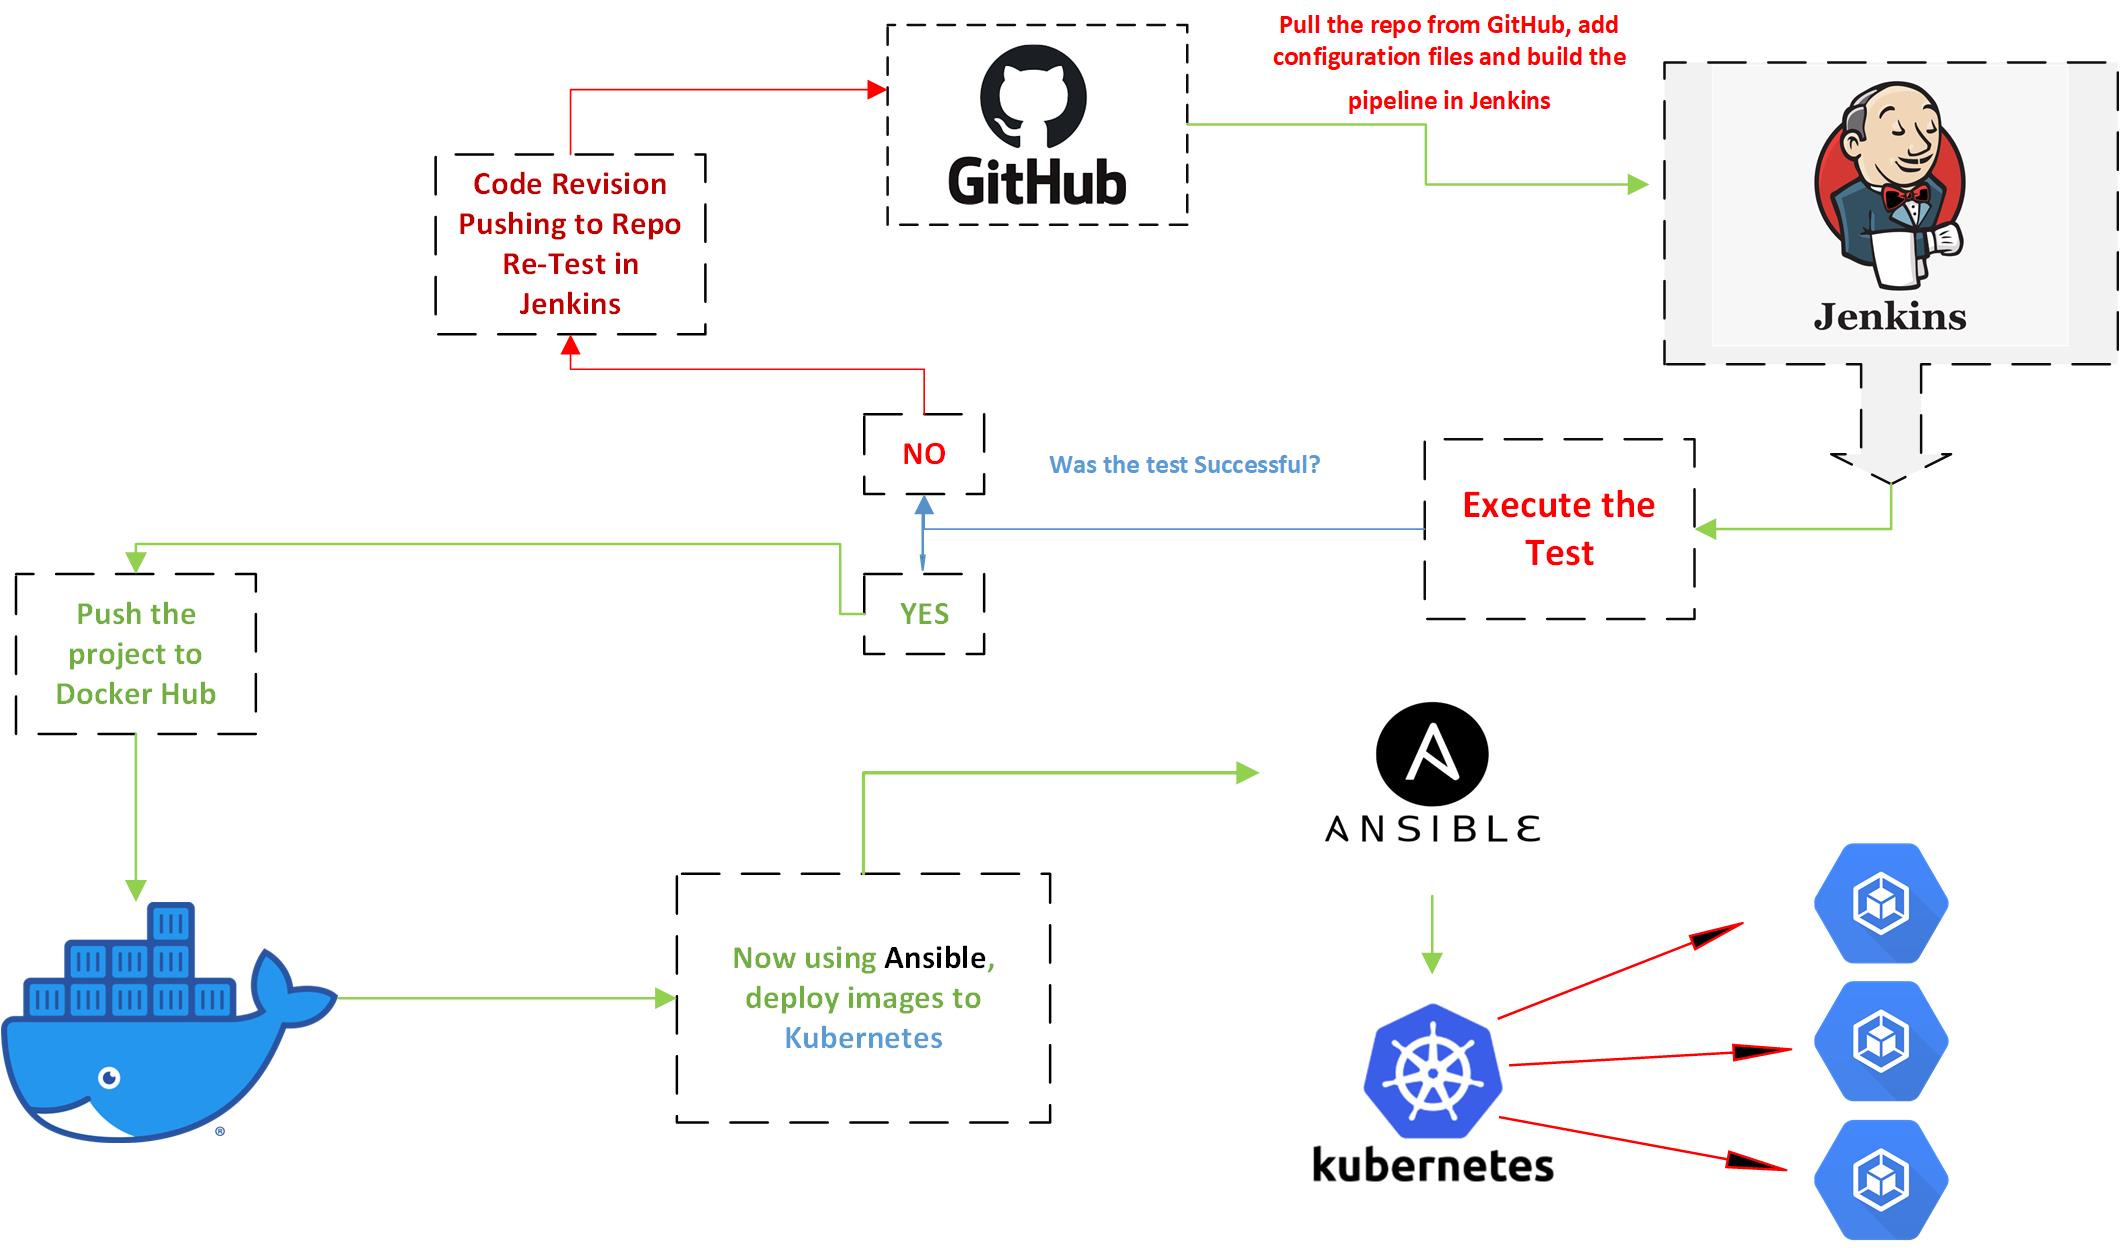 Pull the repo from GitHub, add
configuration files and build the
pipeline in Jenkins
GitHub
Jenkins
Code Revision
Pushing to Repo
Re-Test in
Jenkins
NO
Was the test Successful?
Execute the
Test
YES
Push the
project to
Docker Hub
ANSIBLE
Now using Ansible,
deploy images to
Kubernetes
®
kubernetes